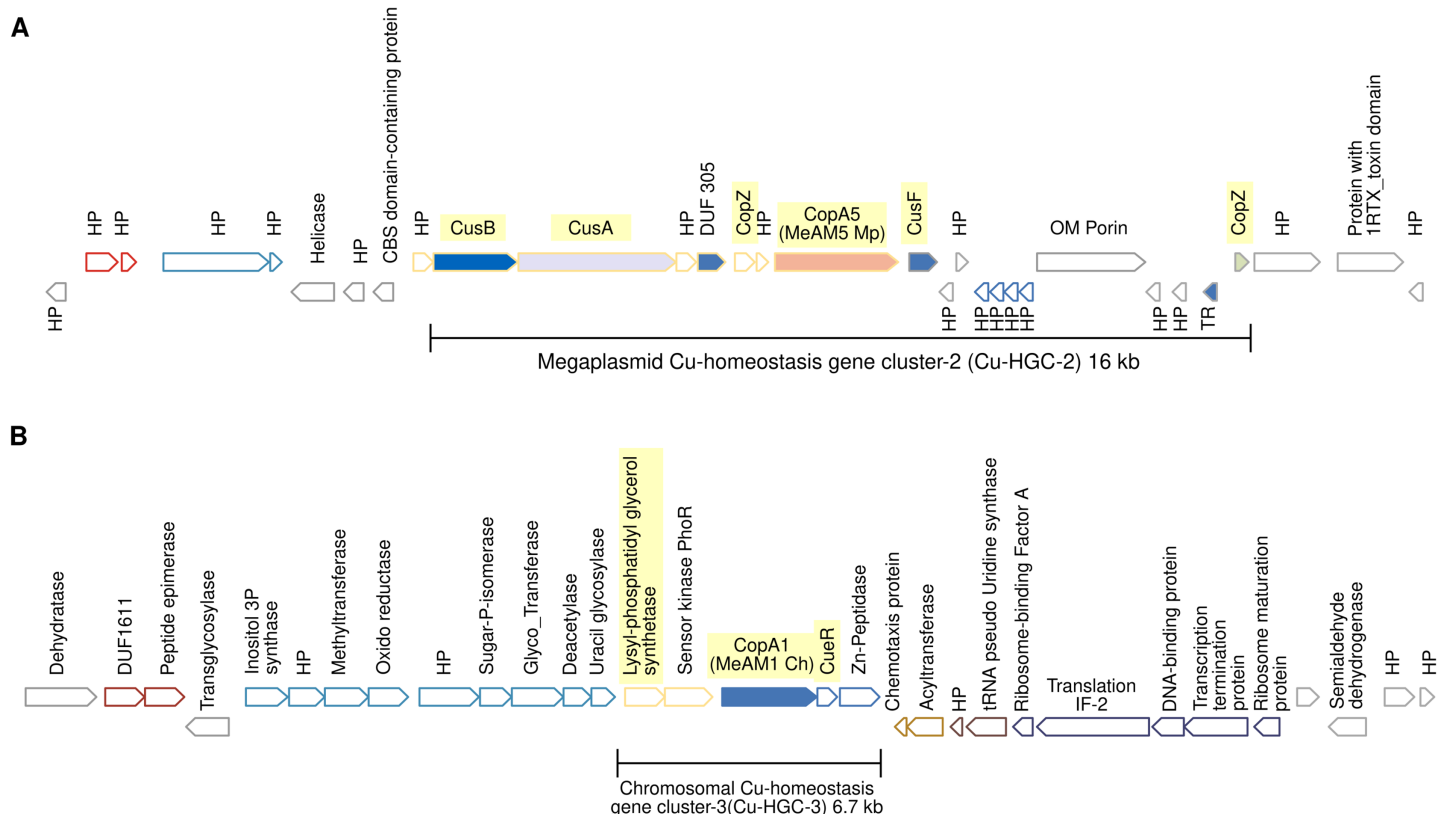 A
HP
HP
HP
HP
HP
Helicase
HP
CBS domain-containing protein
HP
CusB
CusA
HP
DUF 305
CopZ
HP
CopA5
(MeAM5 Mp)
CusF
HP
HP
HP
HP
HP
HP
OM Porin
HP
HP
TR
CopZ
HP
Protein with
1RTX_toxin domain
HP
Megaplasmid Cu-homeostasis gene cluster-2 (Cu-HGC-2) 16 kb
B
Dehydratase
DUF1611
Peptide epimerase
Transglycosylase
Inositol 3P
synthase
HP
Methyltransferase
Oxido reductase
HP
Sugar-P-isomerase
Glyco_Transferase
Deacetylase
Uracil glycosylase
Lysyl-phosphatidyl glycerol
synthetase
Sensor kinase PhoR
CopA1
(MeAM1 Ch)
CueR
Zn-Peptidase
Chemotaxis protein
Acyltransferase
HP
tRNA pseudo Uridine synthase
Ribosome-binding Factor A
Translation
IF-2
DNA-binding protein
Transcription
termination
protein
Ribosome maturation
protein
Semialdehyde
dehydrogenase
HP
HP
Chromosomal Cu-homeostasis
gene cluster-3(Cu-HGC-3) 6.7 kb